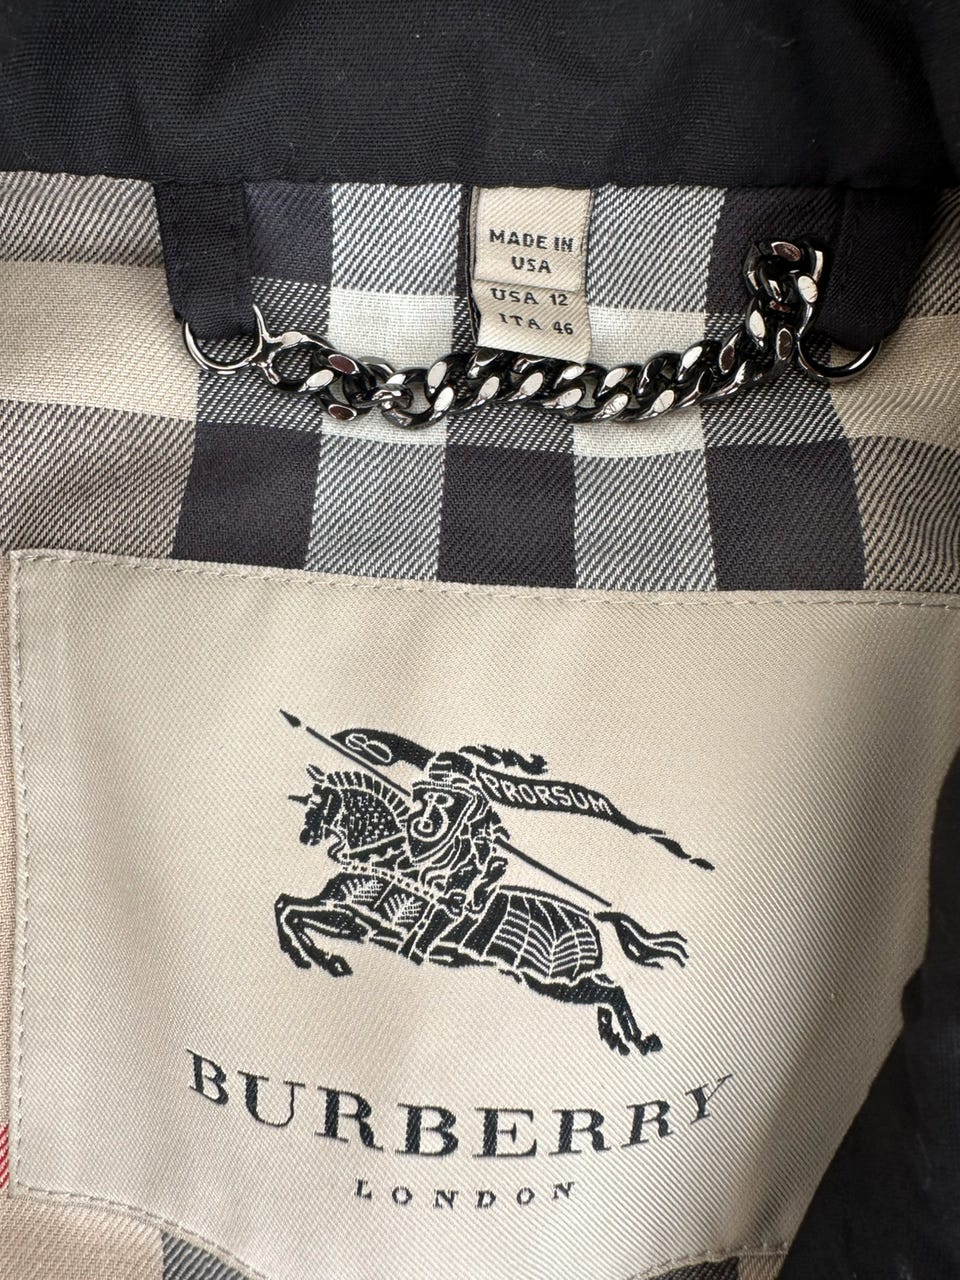 MADE IN
USA
USA 12
ITA 46
PRORSUM
B
BURBERRY
LONDON